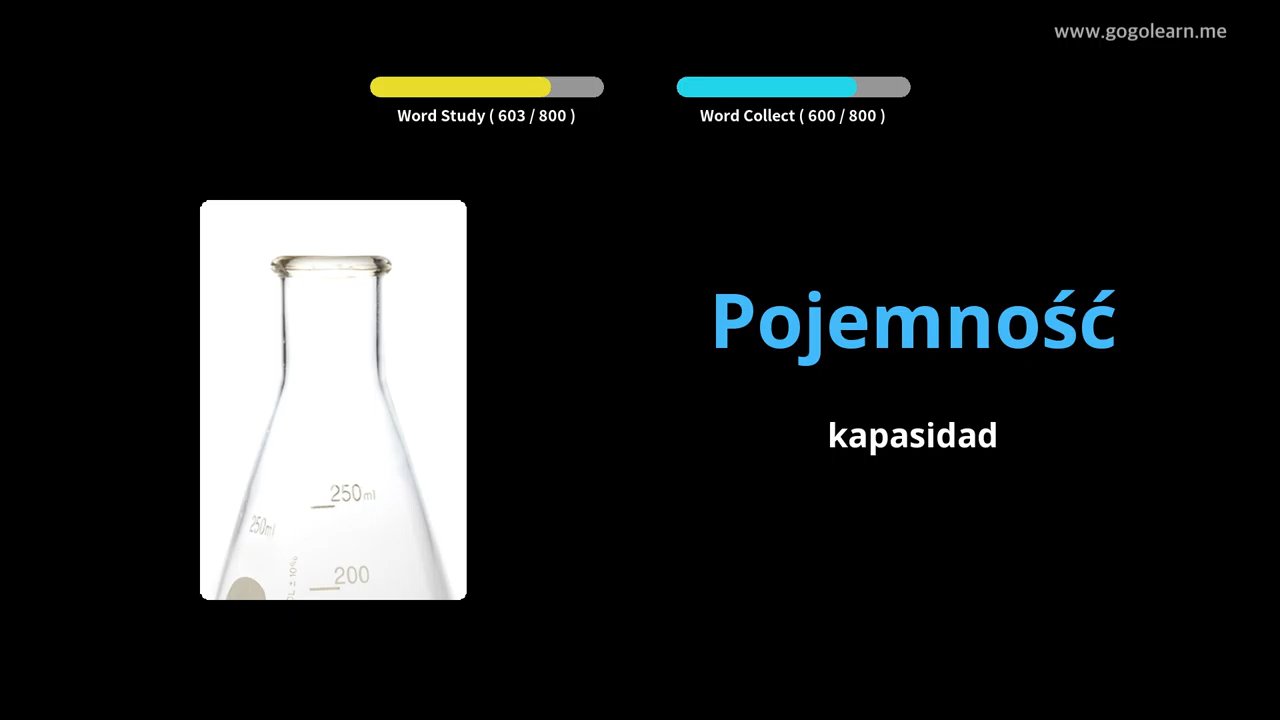 www.gogolearn.me
Word Study ( 603 / 800 )
Word Collect ( 600 / 800 )
Pojemność
kapasidad
250ml
250ml
200